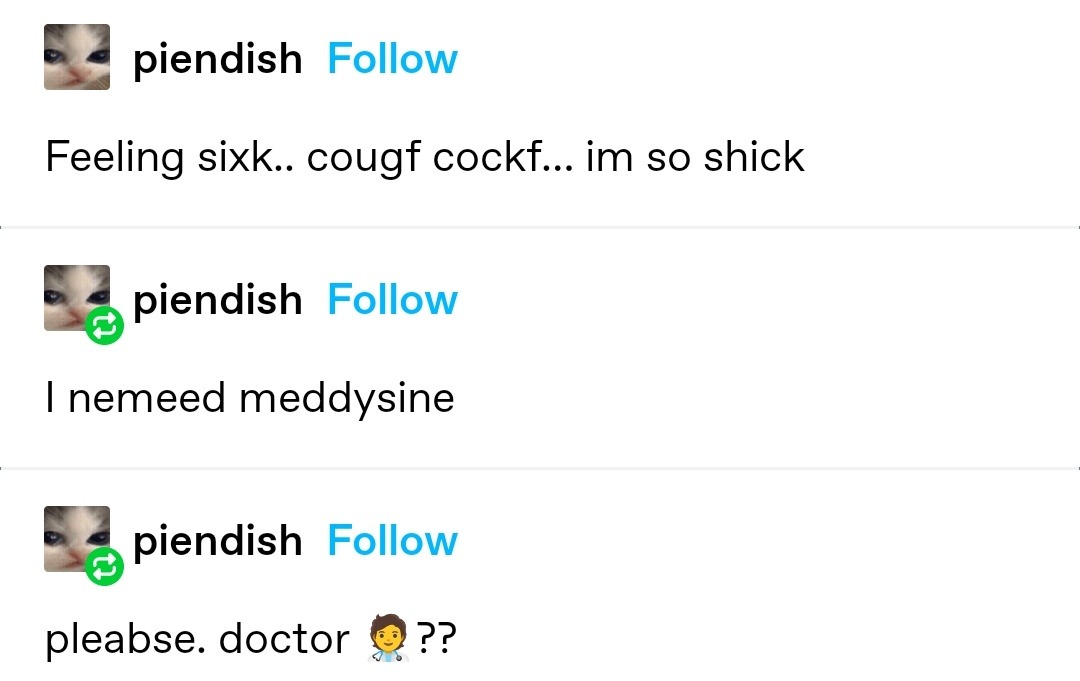 piendish Follow
Feeling sixk.. cougf cockf... im so shick
piendish Follow
I nemeed meddysine
piendish Follow
pleabse. doctor 🧑‍⚕️??